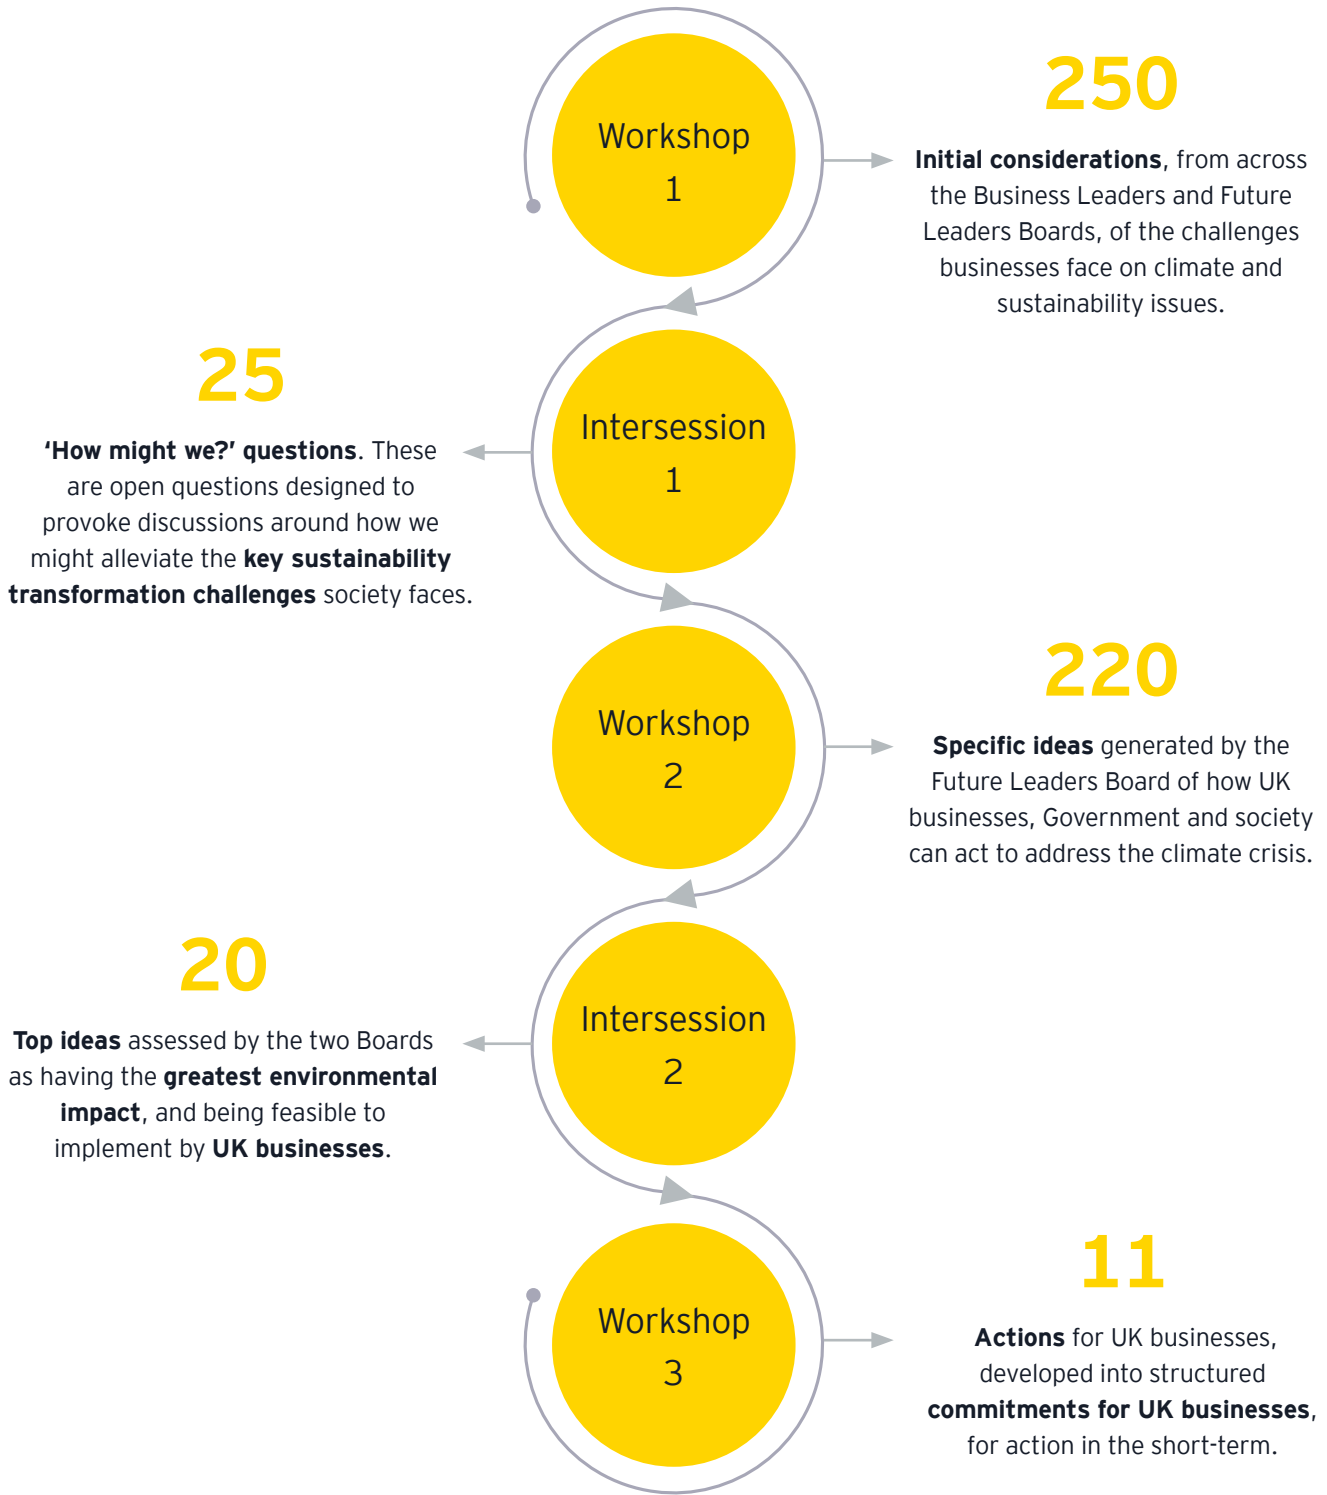 Workshop
1
250
Initial considerations, from across
the Business Leaders and Future
Leaders Boards, of the challenges
businesses face on climate and
sustainability issues.
Intersession
1
25
‘How might we?’ questions. These
are open questions designed to
provoke discussions around how we
might alleviate the key sustainability
transformation challenges society faces.
Workshop
2
220
Specific ideas generated by the
Future Leaders Board of how UK
businesses, Government and society
can act to address the climate crisis.
Intersession
2
20
Top ideas assessed by the two Boards
as having the greatest environmental
impact, and being feasible to
implement by UK businesses.
Workshop
3
11
Actions for UK businesses,
developed into structured
commitments for UK businesses,
for action in the short-term.